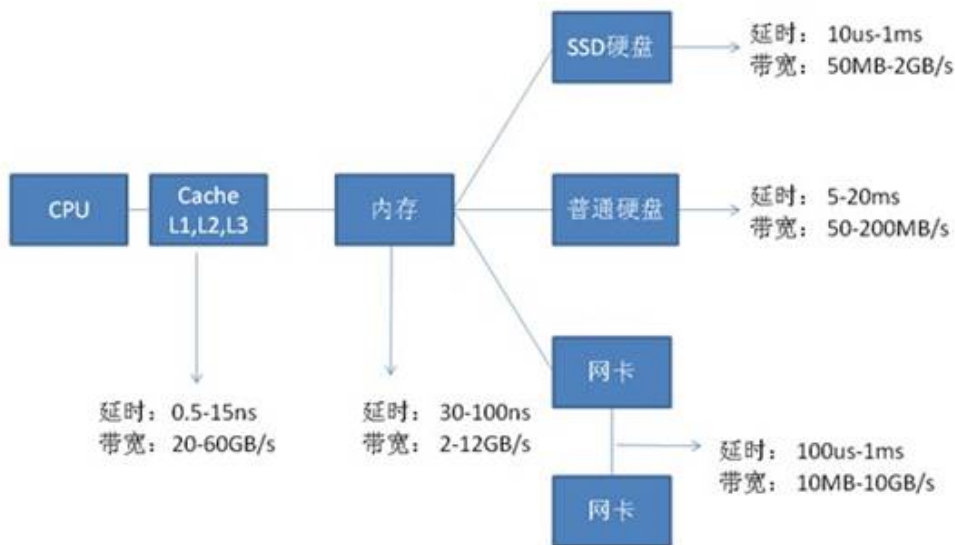 SSD硬盘
延时： 10us-1ms
带宽： 50MB-2GB/s
CPU
Cache
L1,L2,L3
内存
普通硬盘
延时： 5-20ms
带宽： 50-200MB/s
网卡
延时：0.5-15ns
带宽：20-60GB/s
延时： 30-100ns
带宽： 2-12GB/s
延时： 100us-1ms
带宽： 10MB-10GB/s
网卡